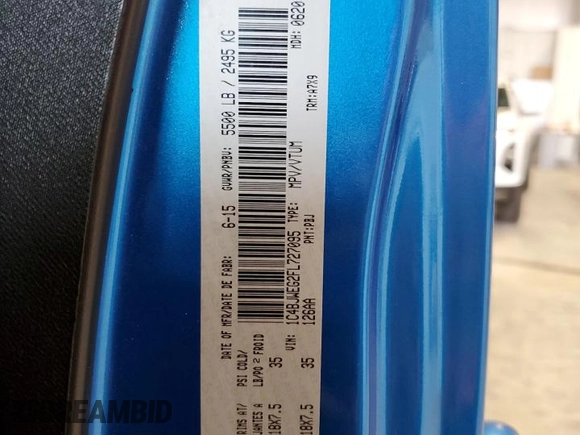 DATE OF MFR/DATE DE FABR: 6-15 GVWR/PNBV: 5500 LB / 2495 KG MDH: 0620
RIMS AT/ JANTES A
PSI COLD/ LB/PO2 FROID
18X7.5 35
VIN: 1C4BJWEG2FL727095 TYPE: MPV/VTUM
126AA PNT:PBJ TRM:A7X9
18X7.5 35
DREAMBID